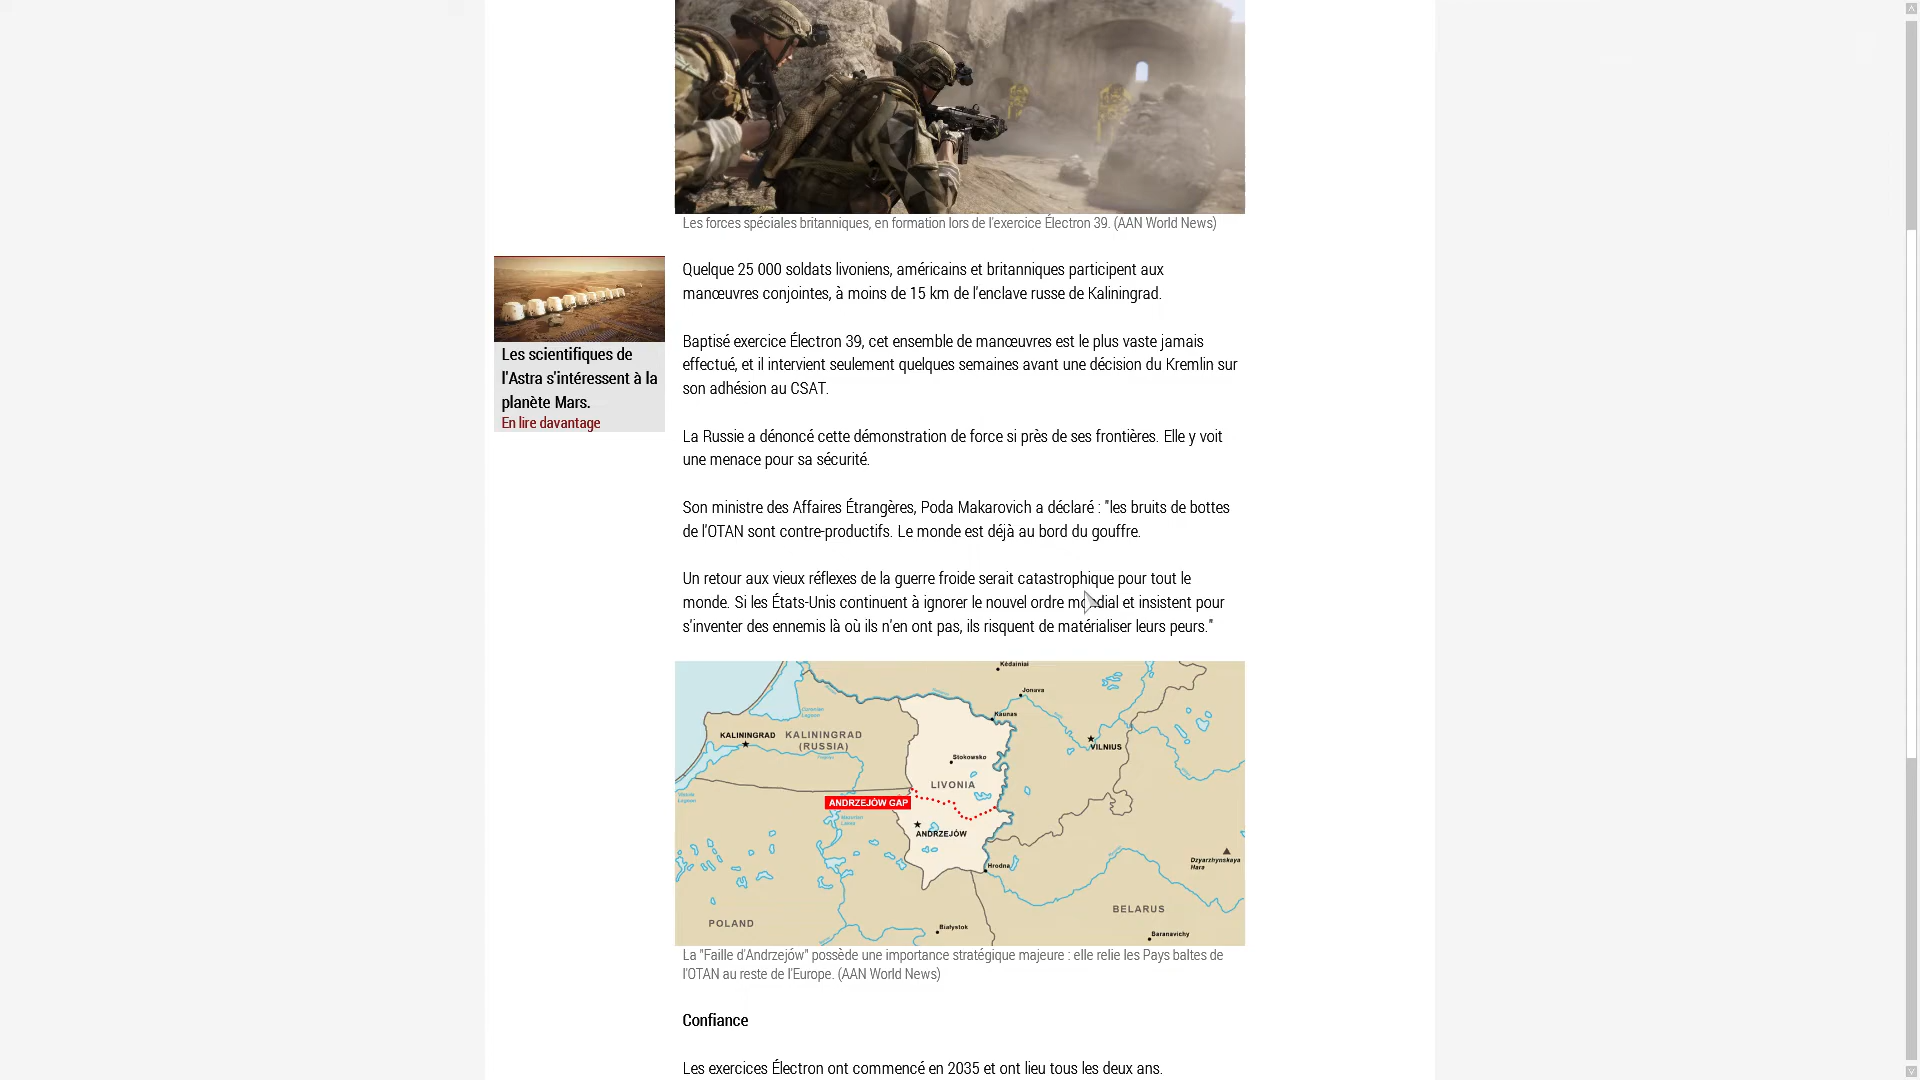 Les forces spéciales britanniques, en formation lors de l'exercice Électron 39. (AAN World News)
Les scientifiques de
l'Astra s'intéressent à la
planète Mars.
En lire davantage
Quelque 25 000 soldats livoniens, américains et britanniques participent aux
manœuvres conjointes, à moins de 15 km de l'enclave russe de Kaliningrad.
Baptisé exercice Électron 39, cet ensemble de manœuvres est le plus vaste jamais
effectué, et il intervient seulement quelques semaines avant une décision du Kremlin sur
son adhésion au CSAT.
La Russie a dénoncé cette démonstration de force si près de ses frontières. Elle y voit
une menace pour sa sécurité.
Son ministre des Affaires Étrangères, Poda Makarovich a déclaré : "les bruits de bottes
de l'OTAN sont contre-productifs. Le monde est déjà au bord du gouffre.
Un retour aux vieux réflexes de la guerre froide serait catastrophique pour tout le
monde. Si les États-Unis continuent à ignorer le nouvel ordre mondial et insistent pour
s'inventer des ennemis là où ils n'en ont pas, ils risquent de matérialiser leurs peurs."
Kėdainiai
Jonava
Curonian
Lagoon
Kaunas
KALININGRAD
KALININGRAD
(RUSSIA)
VILNIUS
Stokowsko
LIVONIA
Vistula
Lagoon
ANDRZEJÓW GAP
Masurian
Lakes
ANDRZEJÓW
Hrodna
Dzyarzhynskaya
Hara
POLAND
BELARUS
Białystok
Baranavichy
La "Faille d'Andrzejów" possède une importance stratégique majeure : elle relie les Pays baltes de
l'OTAN au reste de l'Europe. (AAN World News)
Confiance
Les exercices Électron ont commencé en 2035 et ont lieu tous les deux ans.